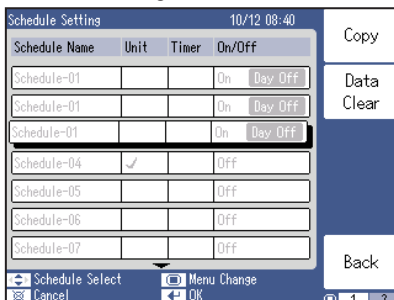 Schedule Setting 10/12 08:40
Schedule Name Unit Timer On/Off
Schedule-01 On Day Off
Schedule-01 On Day Off
Schedule-01 On Day Off
Schedule-04 Off
Schedule-05 Off
Schedule-06 Off
Schedule-07 Off
Schedule Select Menu Change
Cancel OK
Copy
Data
Clear
Back
1 2